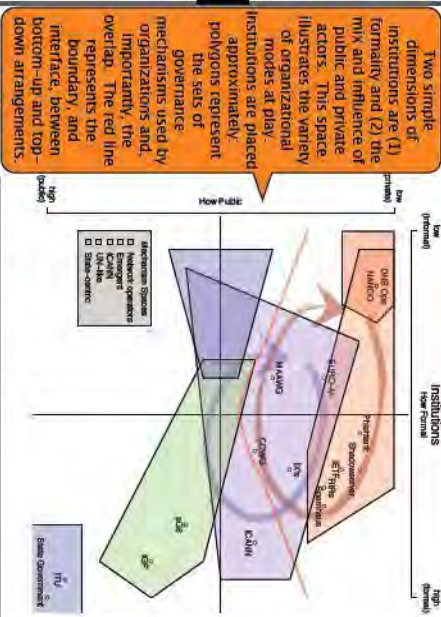 Two simple
dimensions of
institutions are (1)
formality and (2) the
mix and influence of
public and private
actors. This space
illustrates the variety
of organizational
modes at play.
Institutions are placed
approximately.
polygons represent
the sets of
governance
mechanisms used by
organizations and,
importantly, the
overlap. The red line
represents the
boundary, and
interface, between
bottom-up and top-
down arrangements.
Institutions
How Formal
low
(informal)
high
(formal)
low
(private)
How Public
high
(public)
DNS Ops
NANOG
Phishtank
Shadowserver
IETF
RIRs
Spamhaus
EURO-IX
IX's
MAAWG
CDWG
ICANN
IGF
ITU
State Government
Mechanism Spaces
Network operators
Emergent
ICANN
UN-like
State-centric